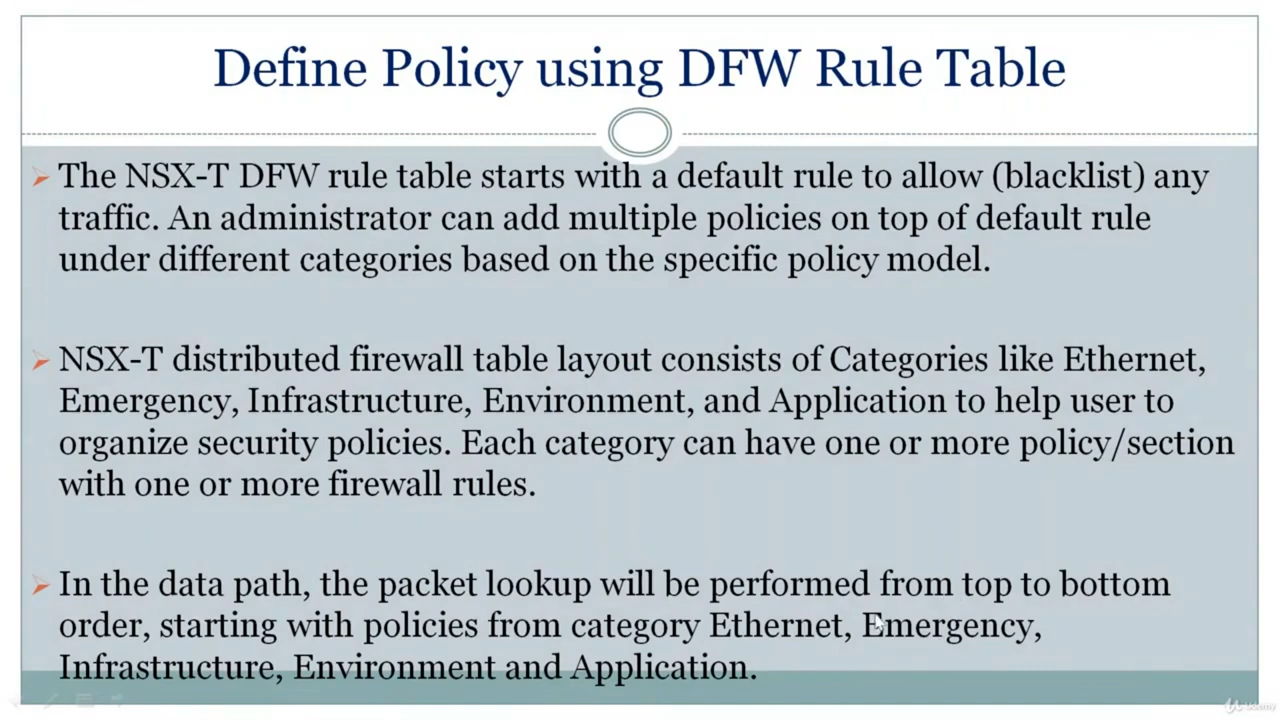 Define Policy using DFW Rule Table
The NSX-T DFW rule table starts with a default rule to allow (blacklist) any
traffic. An administrator can add multiple policies on top of default rule
under different categories based on the specific policy model.
NSX-T distributed firewall table layout consists of Categories like Ethernet,
Emergency, Infrastructure, Environment, and Application to help user to
organize security policies. Each category can have one or more policy/section
with one or more firewall rules.
In the data path, the packet lookup will be performed from top to bottom
order, starting with policies from category Ethernet, Emergency,
Infrastructure, Environment and Application.
Udemy